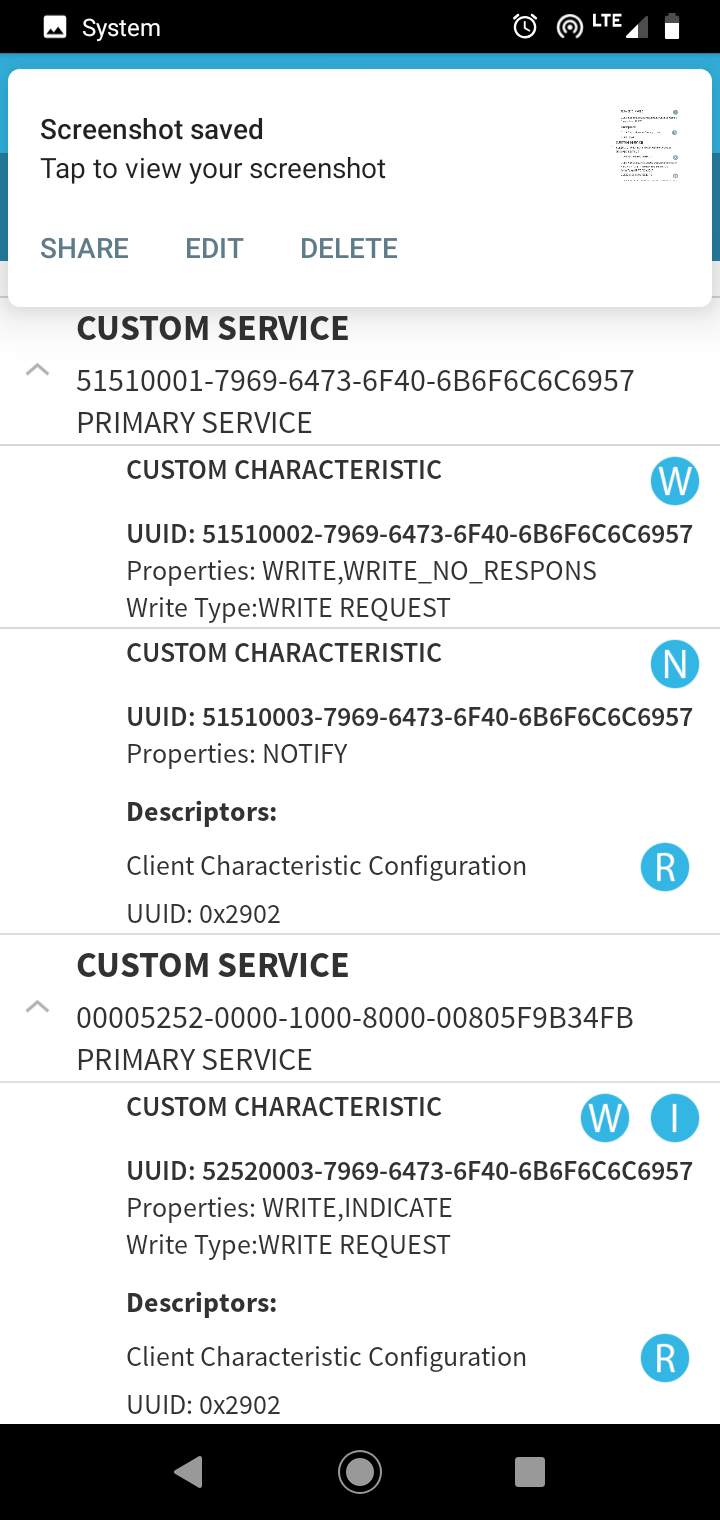 System
LTE
Screenshot saved
Tap to view your screenshot
SHARE EDIT DELETE
CUSTOM SERVICE
51510001-7969-6473-6F40-6B6F6C6C6957
PRIMARY SERVICE
CUSTOM CHARACTERISTIC
W
UUID: 51510002-7969-6473-6F40-6B6F6C6C6957
Properties: WRITE,WRITE_NO_RESPONS
Write Type:WRITE REQUEST
CUSTOM CHARACTERISTIC
N
UUID: 51510003-7969-6473-6F40-6B6F6C6C6957
Properties: NOTIFY
Descriptors:
Client Characteristic Configuration
R
UUID: 0x2902
CUSTOM SERVICE
00005252-0000-1000-8000-00805F9B34FB
PRIMARY SERVICE
CUSTOM CHARACTERISTIC
W I
UUID: 52520003-7969-6473-6F40-6B6F6C6C6957
Properties: WRITE,INDICATE
Write Type:WRITE REQUEST
Descriptors:
Client Characteristic Configuration
R
UUID: 0x2902